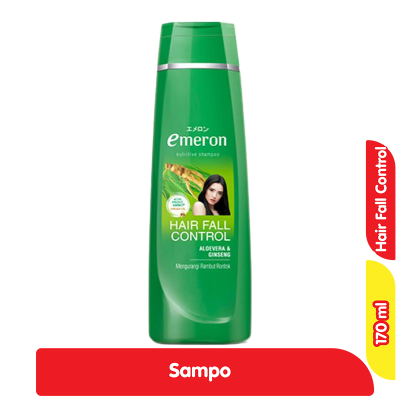 エメロン
emeron
nutritive shampoo
HAIR FALL
CONTROL
ALOEVERA &
GINSENG
Mengurangi Rambut Rontok
Hair Fall Control
170 ml
Sampo